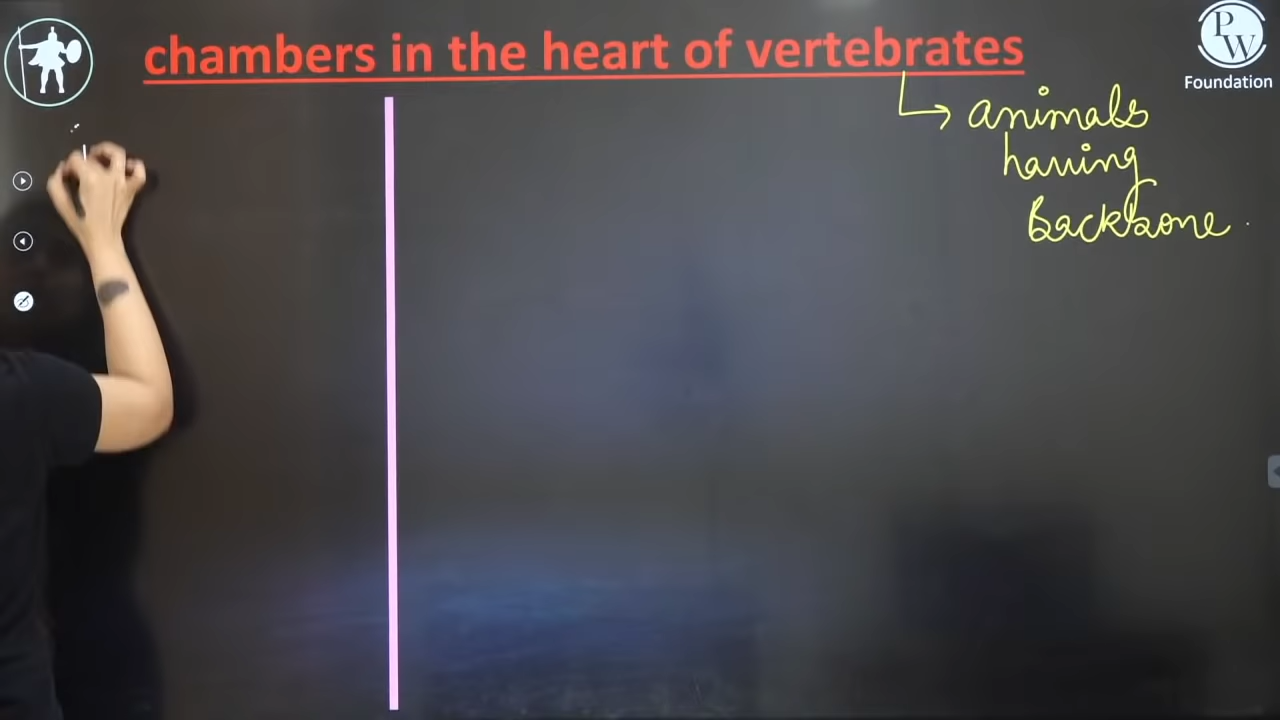 chambers in the heart of vertebrates
PW
Foundation
animals
having
Backbone